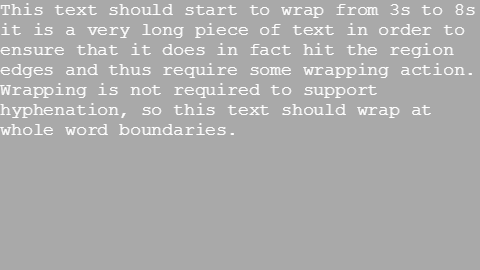 This text should start to wrap from 3s to 8s
it is a very long piece of text in order to
ensure that it does in fact hit the region
edges and thus require some wrapping action.
Wrapping is not required to support
hyphenation, so this text should wrap at
whole word boundaries.